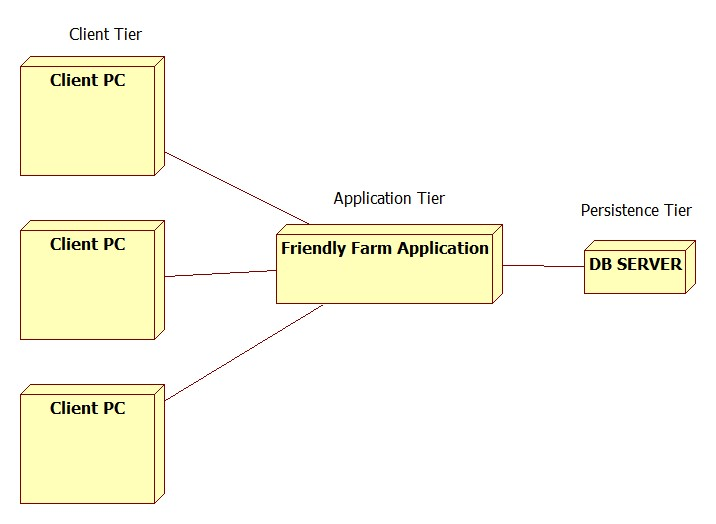 Client Tier
Client PC
Client PC
Client PC
Application Tier
Friendly Farm Application
Persistence Tier
DB SERVER